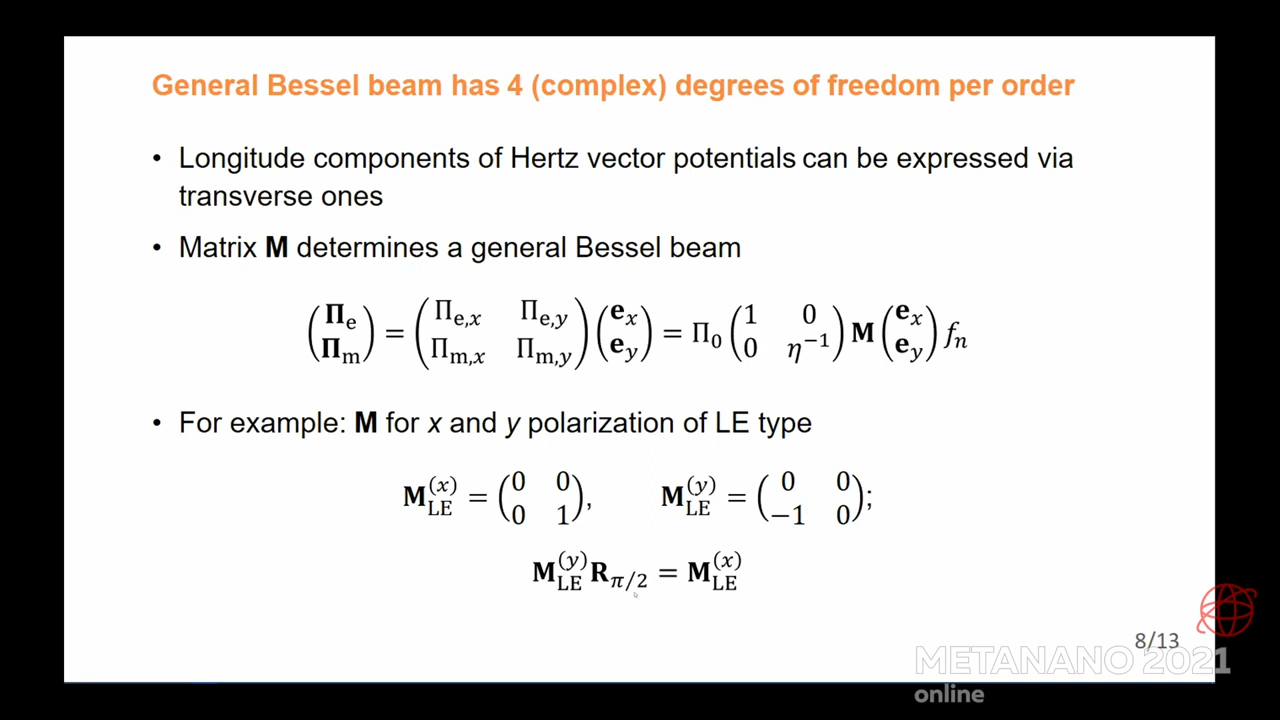 General Bessel beam has 4 (complex) degrees of freedom per order
• Longitude components of Hertz vector potentials can be expressed via
transverse ones
• Matrix M determines a general Bessel beam
(Πe Πm) = (Πe,x Πe,y Πm,x Πm,y) (ex ey) = Π0 (1 0 0 η−1) M (ex ey) fn
• For example: M for x and y polarization of LE type
M(x)LE = (0 0 0 1), M(y)LE = (0 0 −1 0);
M(y)LE Rπ/2 = M(x)LE
8/13
METANANO 2021
online